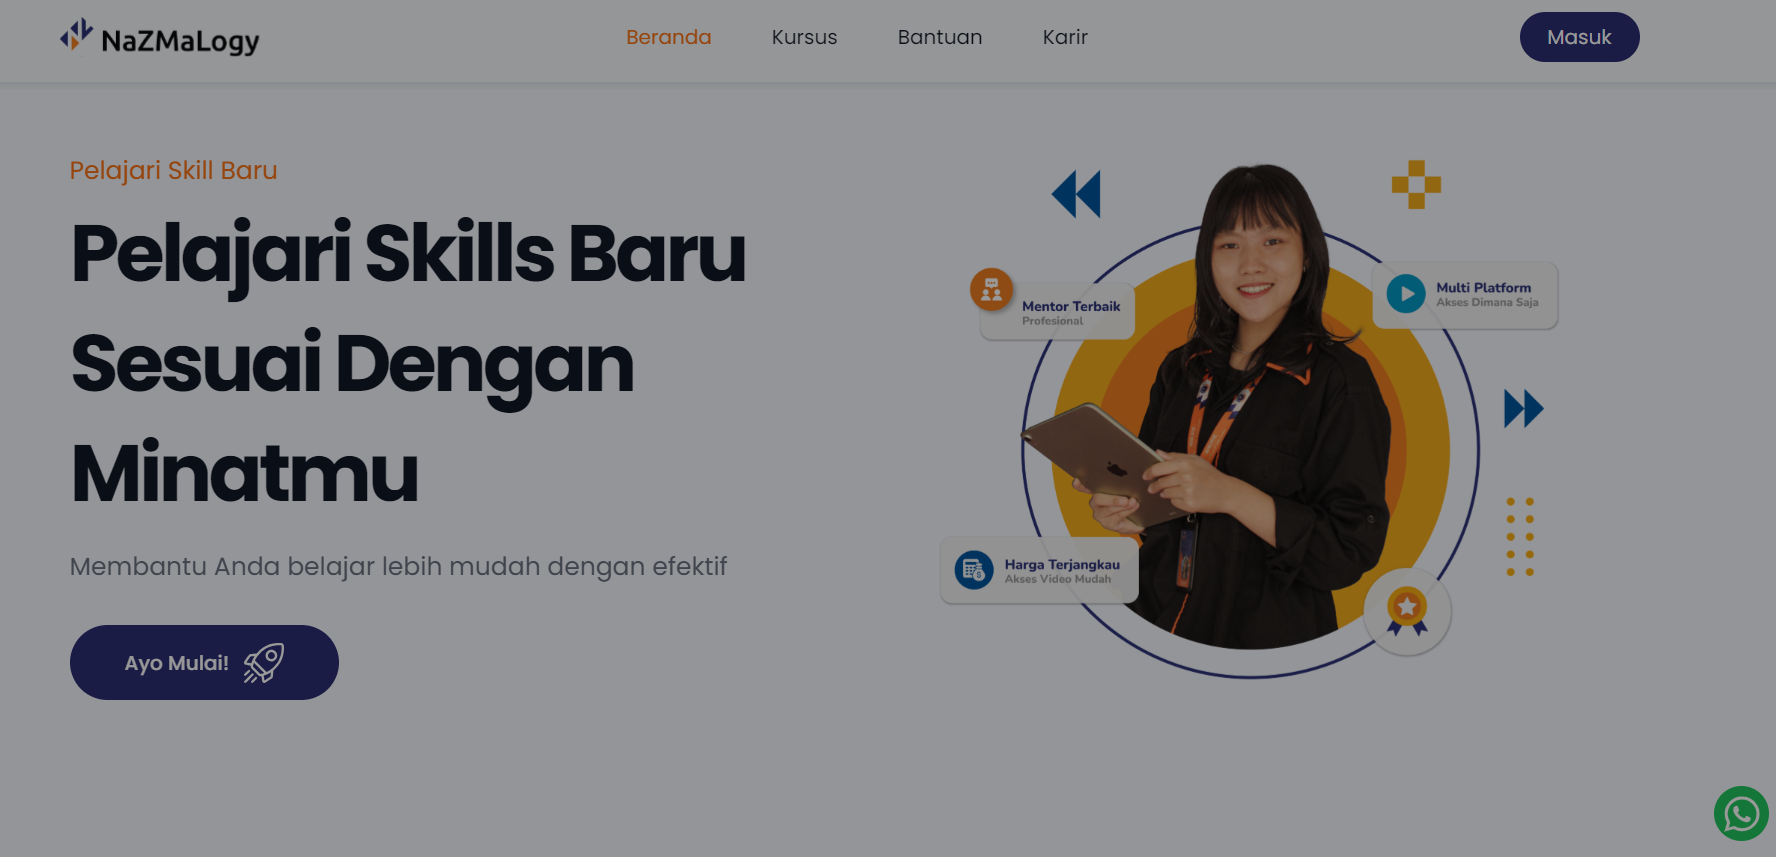 NaZMaLogy
Beranda
Kursus
Bantuan
Karir
Masuk
Pelajari Skill Baru
Pelajari Skills Baru
Sesuai Dengan
Minatmu
Membantu Anda belajar lebih mudah dengan efektif
Ayo Mulai!
Mentor Terbaik
Profesional
Multi Platform
Akses Dimana Saja
Harga Terjangkau
Akses Video Mudah